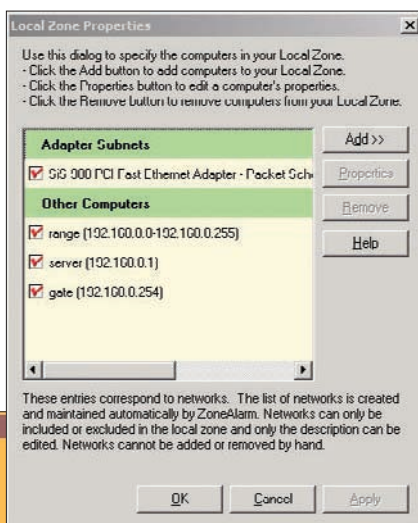 Local Zone Properties
Use this dialog to specify the computers in your Local Zone.
- Click the Add button to add computers to your Local Zone.
- Click the Properties button to edit a computer's properties.
- Click the Remove button to remove computers from your Local Zone.
Adapter Subnets
SiS 900 PCI Fast Ethernet Adapter - Packet Sch
Other Computers
range (192.168.0.0-192.168.0.255)
server (192.168.0.1)
gate (192.168.0.254)
Add >>
Properties
Remove
Help
These entries correspond to networks. The list of networks is created
and maintained automatically by ZoneAlarm. Networks can only be
included or excluded in the local zone and only the description can be
edited. Networks cannot be added or removed by hand.
OK
Cancel
Apply